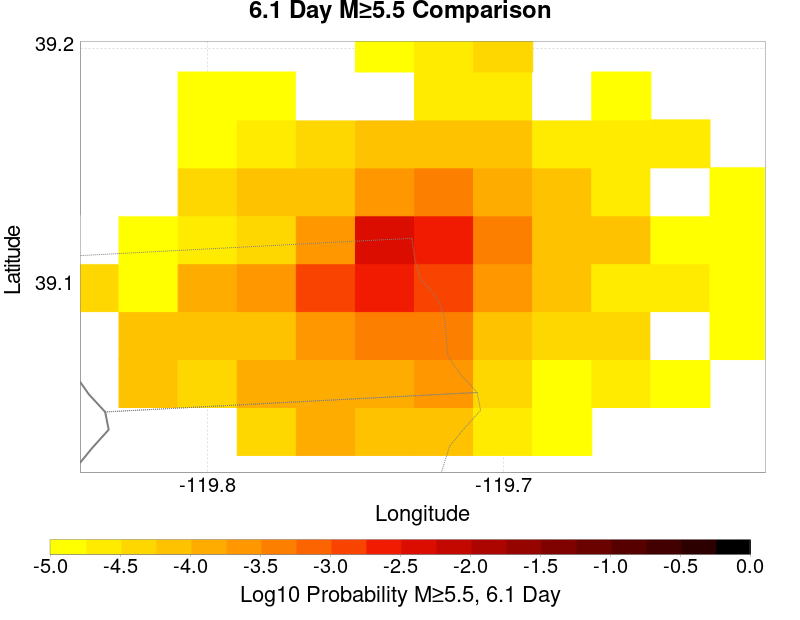 6.1 Day M≥5.5 Comparison
39.2
39.1
Latitude
-119.8 -119.7
Longitude
-5.0 -4.5 -4.0 -3.5 -3.0 -2.5 -2.0 -1.5 -1.0 -0.5 0.0
Log10 Probability M≥5.5, 6.1 Day